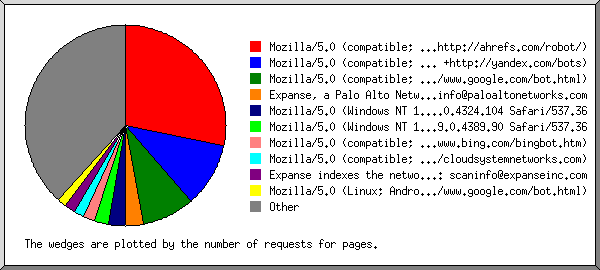 Mozilla/5.0 (compatible; ...http://ahrefs.com/robot/)
Mozilla/5.0 (compatible; ... +http://yandex.com/bots)
Mozilla/5.0 (compatible; .../www.google.com/bot.html)
Expanse, a Palo Alto Netw...info@paloaltonetworks.com
Mozilla/5.0 (Windows NT 1....0.4324.104 Safari/537.36
Mozilla/5.0 (Windows NT 1...9.0.4389.90 Safari/537.36
Mozilla/5.0 (compatible; ...www.bing.com/bingbot.htm)
Mozilla/5.0 (compatible; .../cloudsystemnetworks.com)
Expanse indexes the netwo...: scaninfo@expanseinc.com
Mozilla/5.0 (Linux; Andro.../www.google.com/bot.html)
Other
The wedges are plotted by the number of requests for pages.